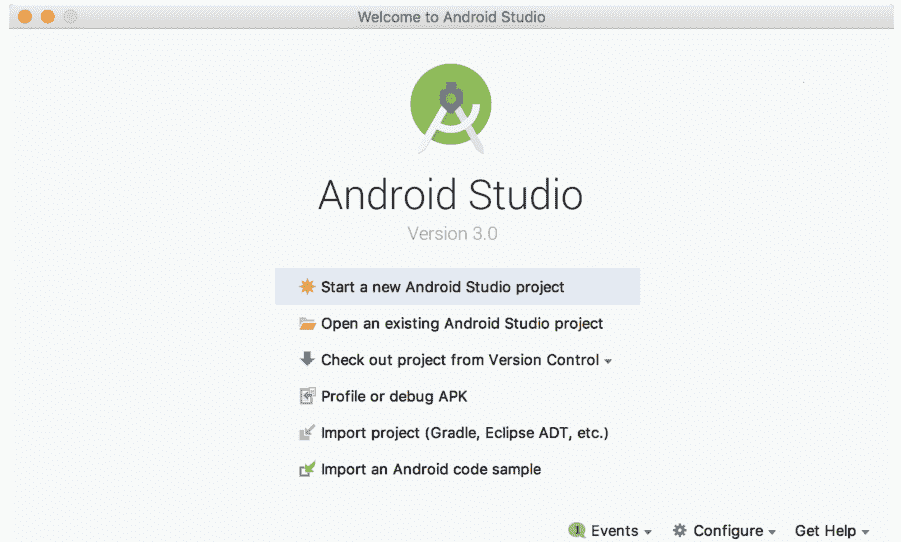 Welcome to Android Studio
Android Studio
Version 3.0
Start a new Android Studio project
Open an existing Android Studio project
Check out project from Version Control
Profile or debug APK
Import project (Gradle, Eclipse ADT, etc.)
Import an Android code sample
1 Events Configure Get Help